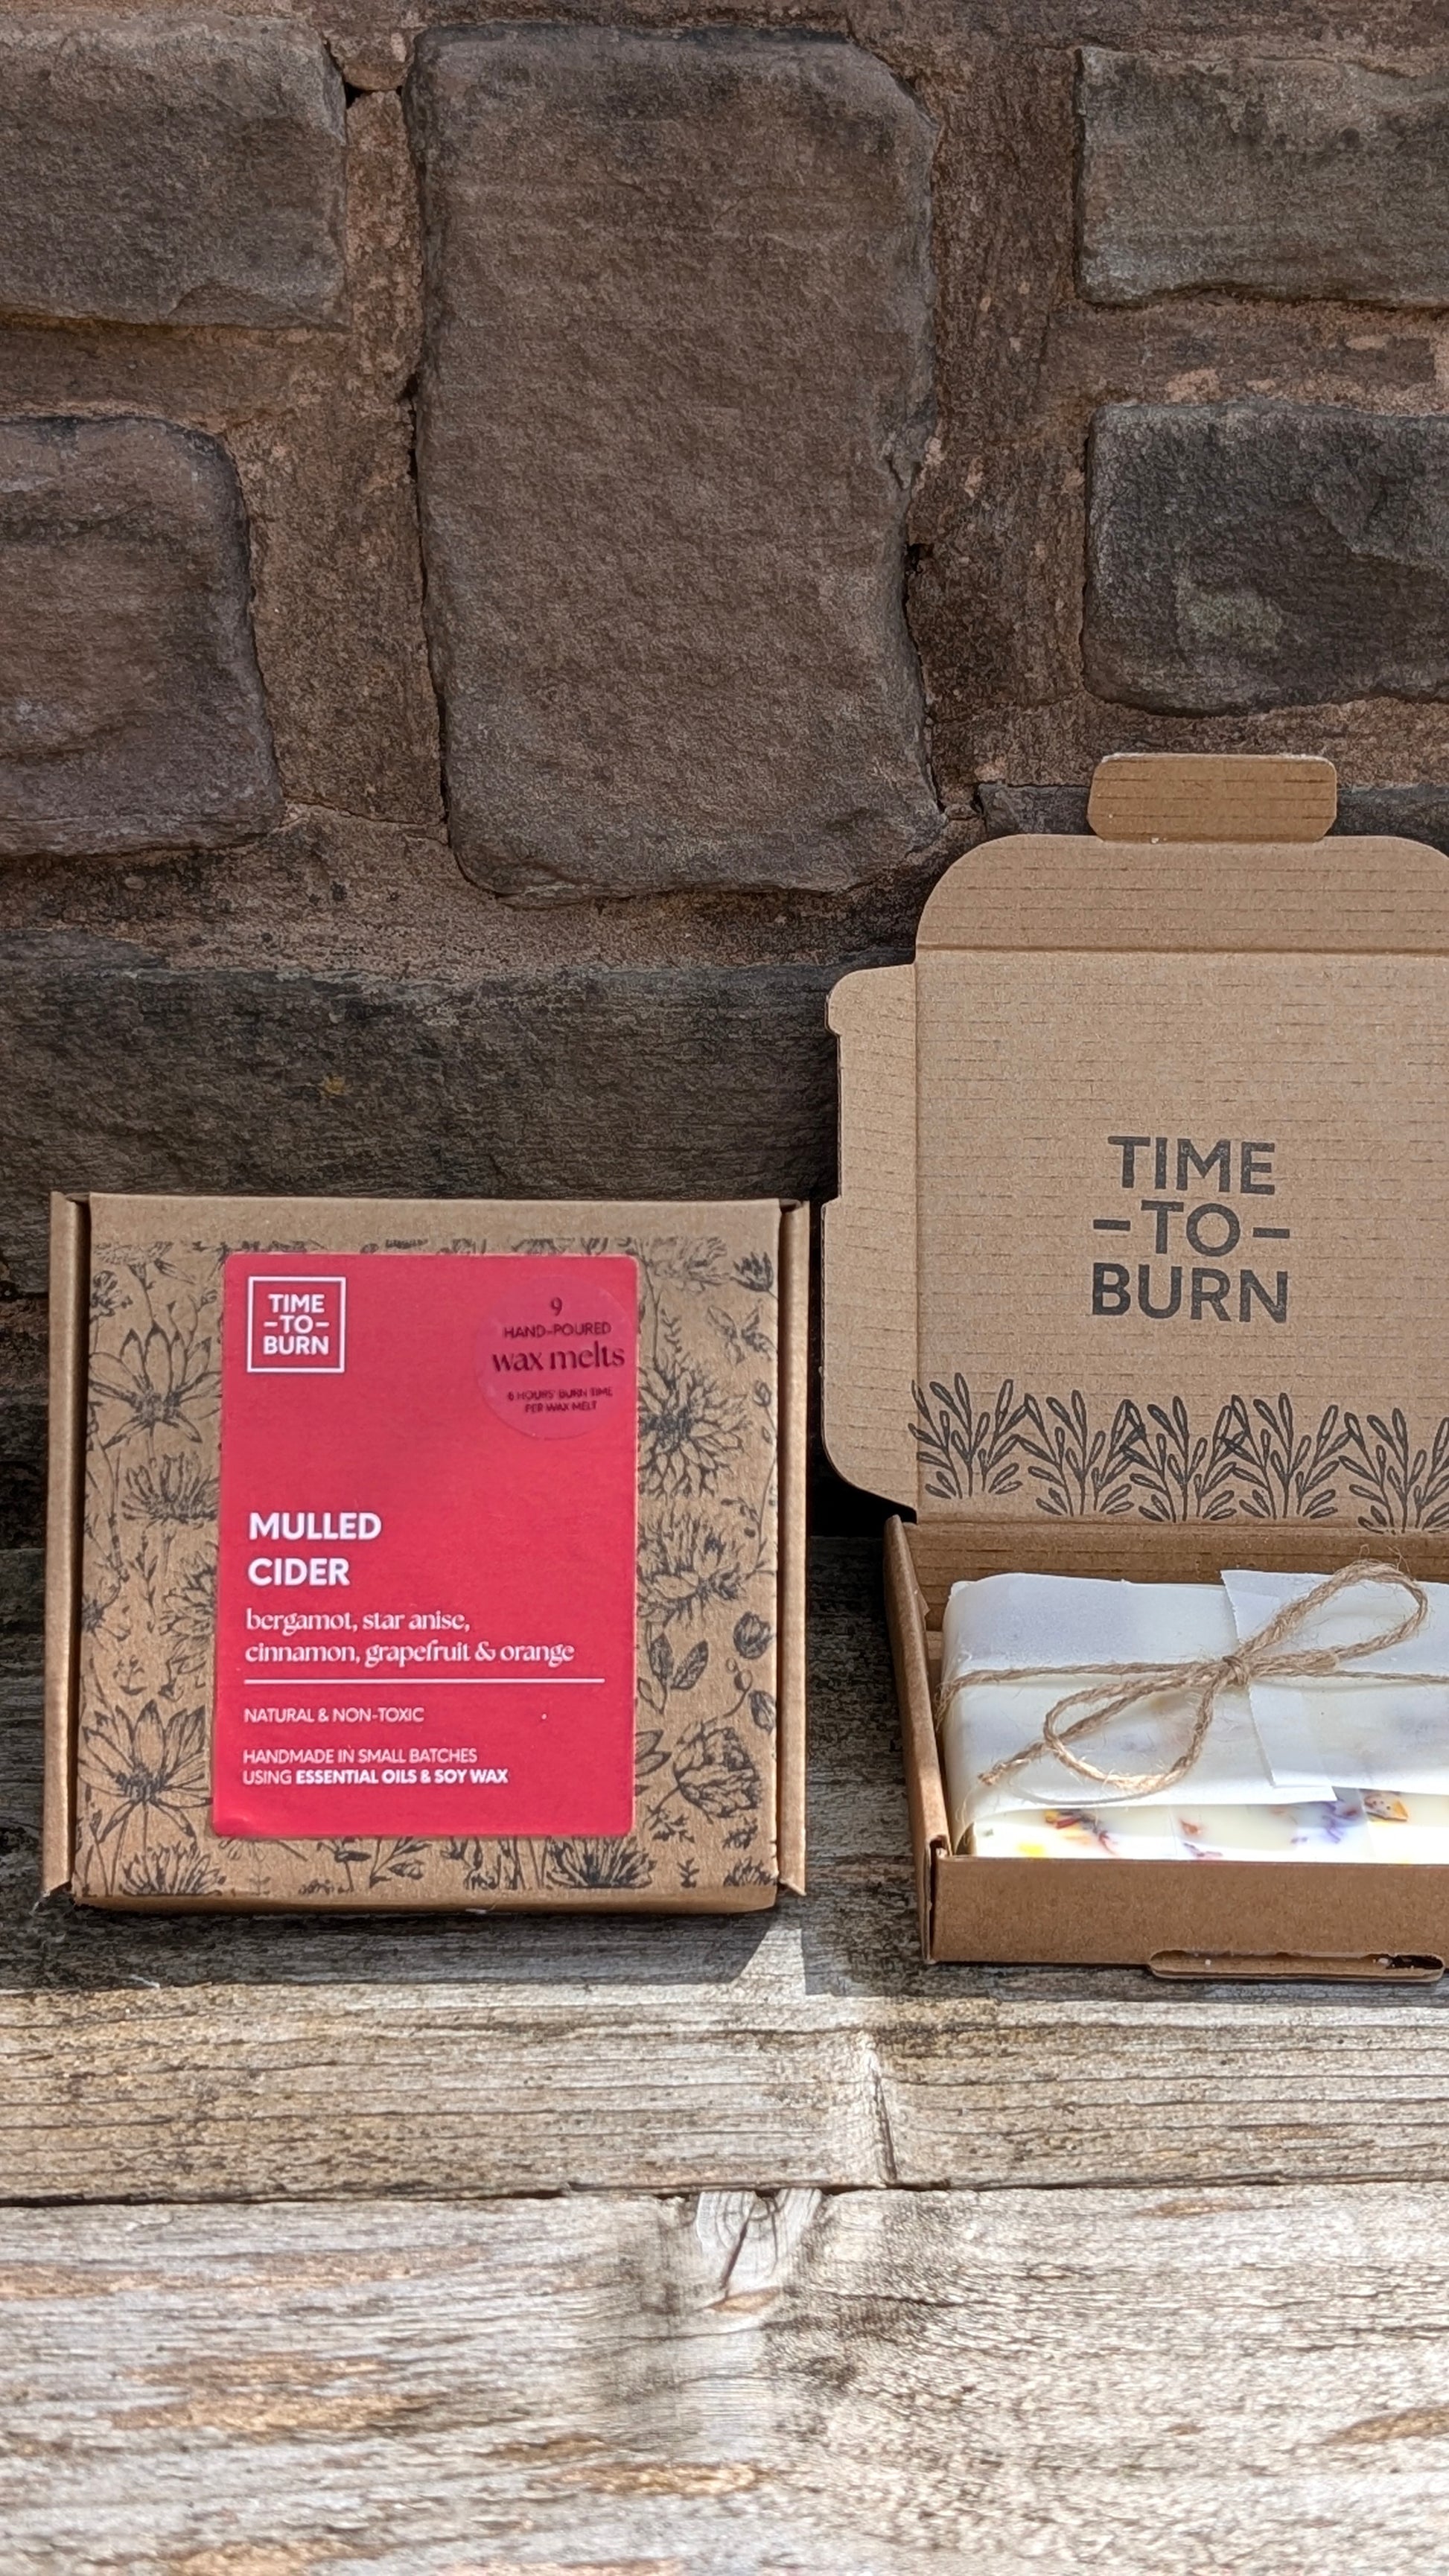 TIME
-TO-
BURN
9
HAND-POURED
wax melts
6 HOURS' BURN TIME
PER WAX MELT
MULLED
CIDER
bergamot, star anise,
cinnamon, grapefruit & orange
NATURAL & NON-TOXIC
HANDMADE IN SMALL BATCHES
USING ESSENTIAL OILS & SOY WAX
TIME
-TO-
BURN